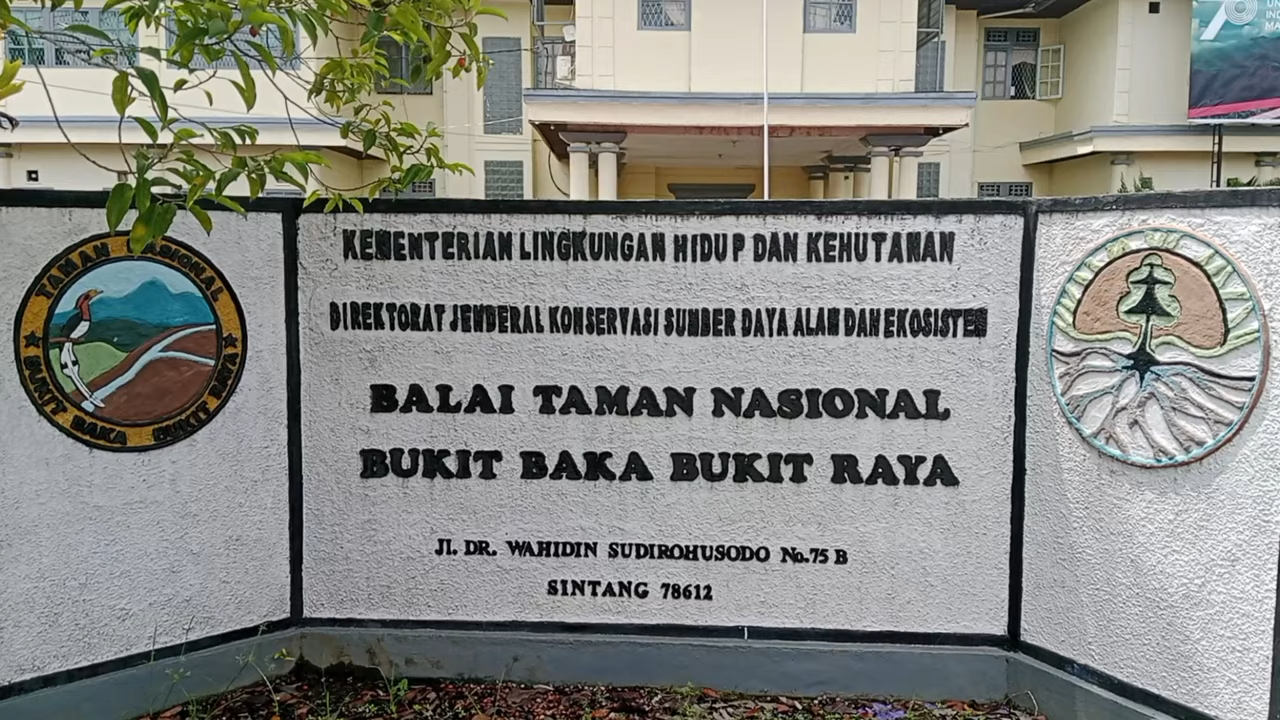 TAMAN NASIONAL
BUKIT BAKA BUKIT RAYA
KEMENTERIAN LINGKUNGAN HIDUP DAN KEHUTANAN
DIREKTORAT JENDERAL KONSERVASI SUMBER DAYA ALAM DAN EKOSISTEM
BALAI TAMAN NASIONAL
BUKIT BAKA BUKIT RAYA
Jl. DR. WAHIDIN SUDIROHUSODO No.75 B
SINTANG 78612